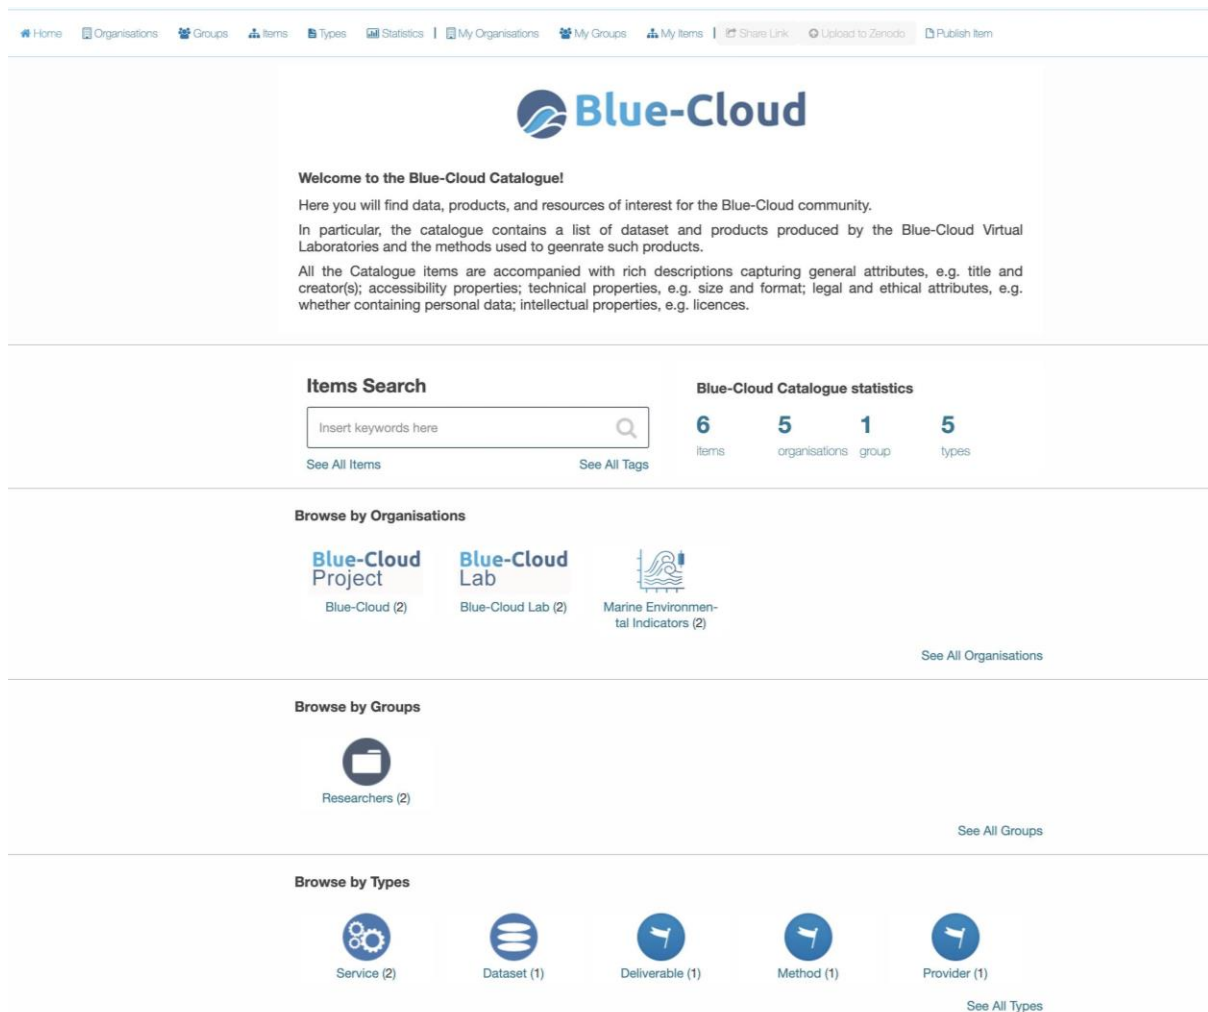 Home Organisations Groups Items Types Statistics | My Organisations My Groups My Items | Share Link Upload to Zenodo Publish Item
Blue-Cloud
Welcome to the Blue-Cloud Catalogue!
Here you will find data, products, and resources of interest for the Blue-Cloud community.
In particular, the catalogue contains a list of dataset and products produced by the Blue-Cloud Virtual
Laboratories and the methods used to geenrate such products.
All the Catalogue items are accompanied with rich descriptions capturing general attributes, e.g. title and
creator(s); accessibility properties; technical properties, e.g. size and format; legal and ethical attributes, e.g.
whether containing personal data; intellectual properties, e.g. licences.
Items Search
Insert keywords here
See All Items See All Tags
Blue-Cloud Catalogue statistics
6 5 1 5
items organisations group types
Browse by Organisations
Blue-Cloud
Project
Blue-Cloud (2)
Blue-Cloud
Lab
Blue-Cloud Lab (2)
Marine Environmen-
tal Indicators (2)
See All Organisations
Browse by Groups
Researchers (2)
See All Groups
Browse by Types
Service (2) Dataset (1) Deliverable (1) Method (1) Provider (1)
See All Types